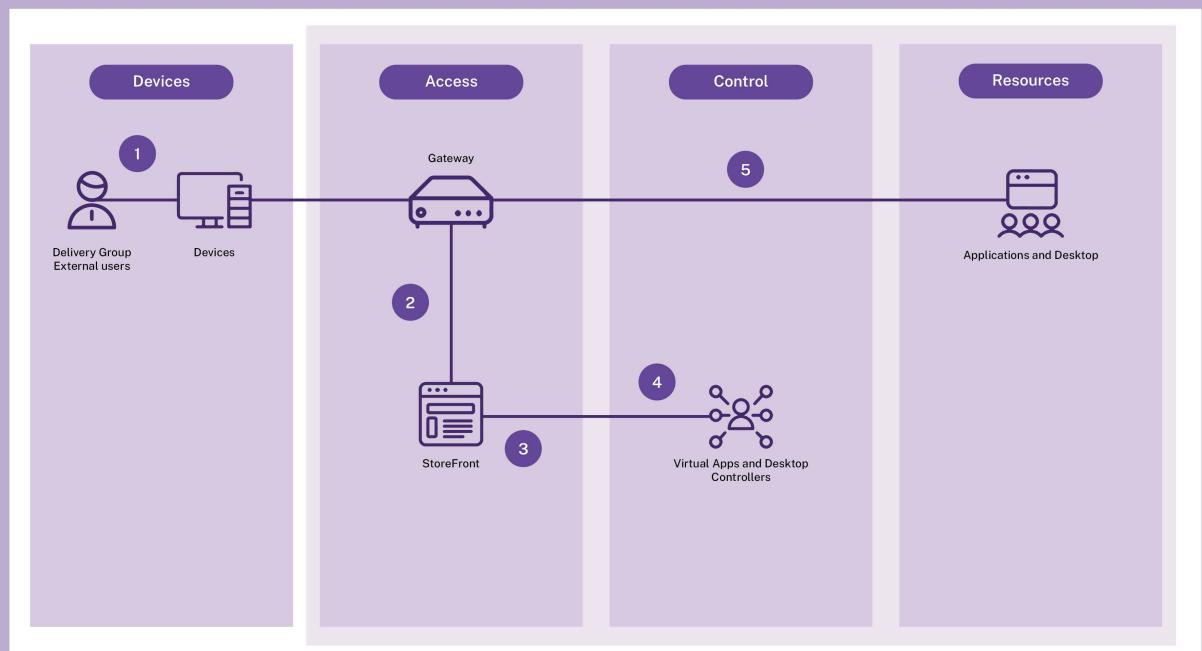 Devices
Access
Control
Resources
1
Gateway
5
Delivery Group
External users
Devices
Applications and Desktop
2
4
3
StoreFront
Virtual Apps and Desktop
Controllers